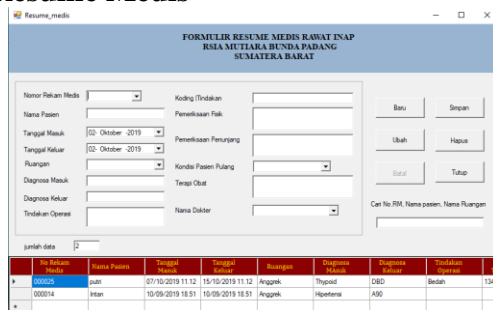 Resume_medis
FORMULIR RESUME MEDIS RAWAT INAP
RSIA MUTIARA BUNDA PADANG
SUMATERA BARAT
Nomor Rekam Medis
Nama Pasien
Tanggal Masuk 02- Oktober -2019
Tanggal Keluar 02- Oktober -2019
Ruangan
Diagnosa Masuk
Diagnosa Keluar
Tindakan Operasi
Koding ITindakan
Pemeriksaan Fisik
Pemeriksaan Penunjang
Kondisi Pasien Pulang
Terapi Obat
Nama Dokter
Baru Simpan
Ubah Hapus
Batal Tutup
Cari No.RM, Nama pasien, Nama Ruangan
jumlah data 2
No Rekam Medis Nama Pasien Tanggal Masuk Tanggal Keluar Ruangan Diagnosa MAsuk Diagnosa Keluar Tindakan Operasi
000025 putri 07/10/2019 11.12 15/10/2019 11.12 Anggrek Thypoid DBD Bedah 134
000014 Intan 10/09/2019 18.51 10/09/2019 18.51 Anggrek Hipertensi A90